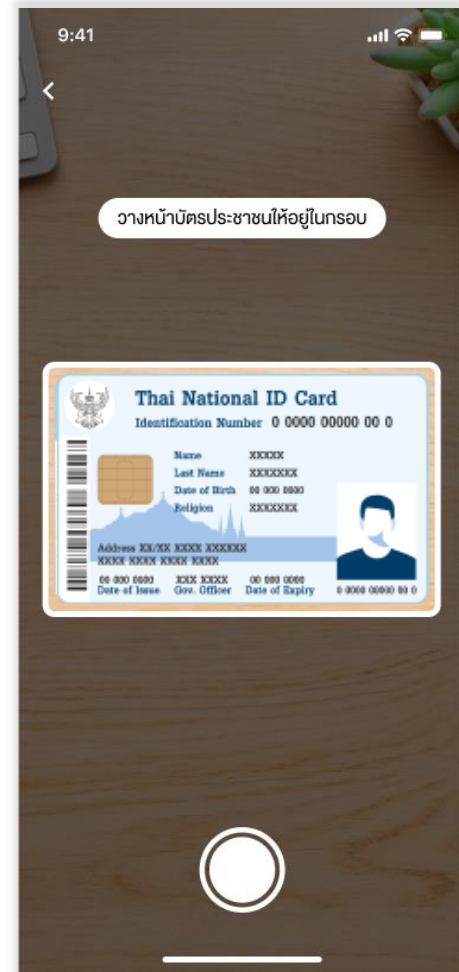 9:41
วางหน้าบัตรประชาชนให้อยู่ในกรอบ
Thai National ID Card
Identification Number 0 0000 00000 00 0
Name XXXXX
Last Name XXXXXXX
Date of Birth 00 000 0000
Religion XXXXXXX
Address XX/XX XXXX XXXXXX
XXXX XXXX XXXX XXXX
00 000 0000 XXX XXXX 00 000 0000
Date of Issue Gov. Officer Date of Expiry 0 0000 00000 00 0